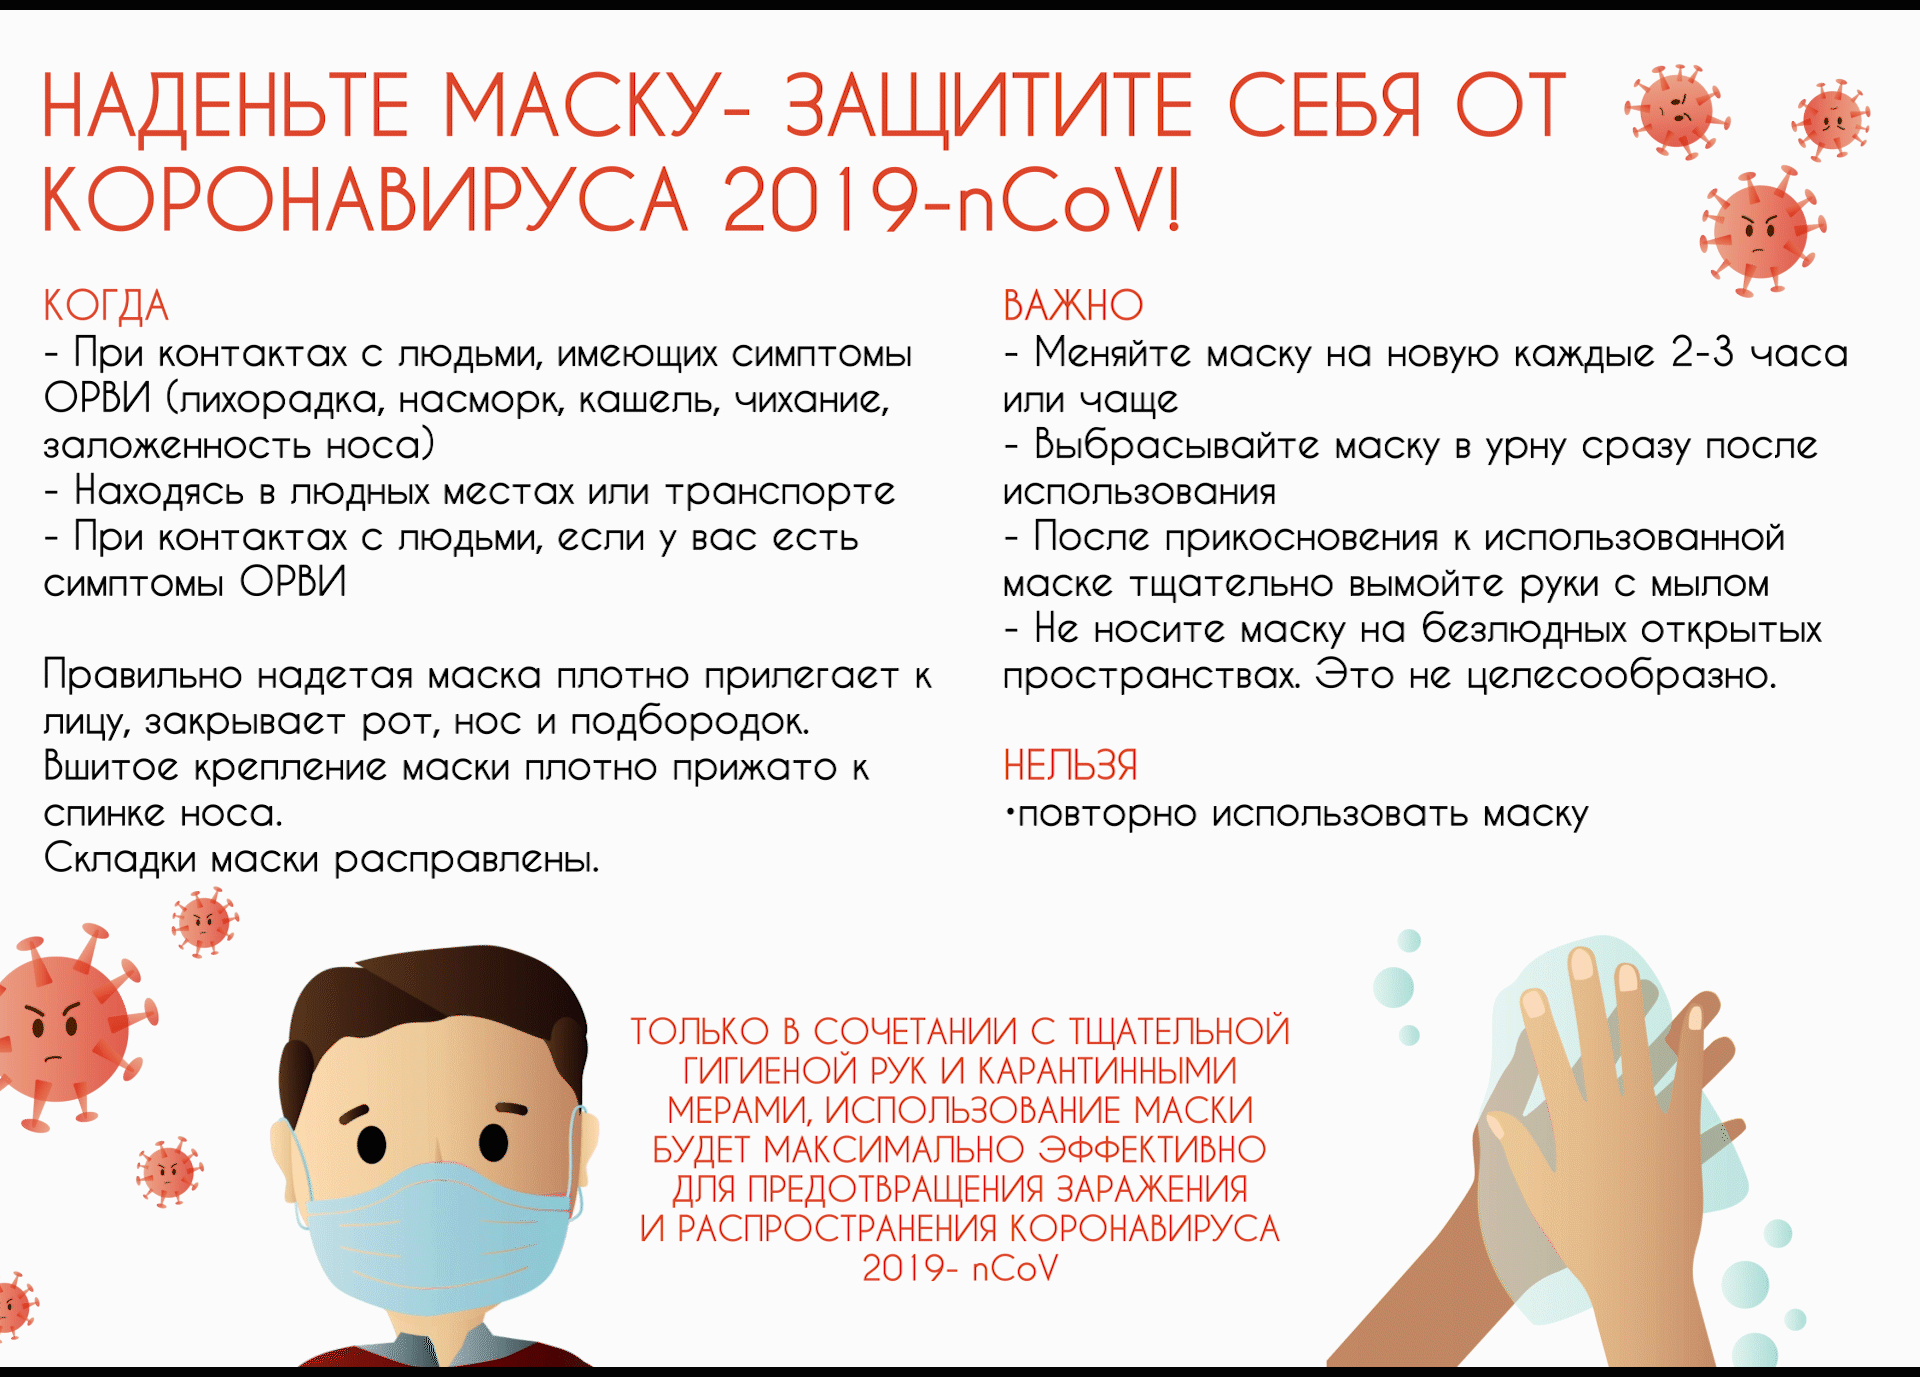 НАДЕНЬТЕ МАСКУ- ЗАЩИТИТЕ СЕБЯ ОТ
КОРОНАВИРУСА 2019-nCoV!
КОГДА
- При контактах с людьми, имеющих симптомы
ОРВИ (лихорадка, насморк, кашель, чихание,
заложенность носа)
- Находясь в людных местах или транспорте
- При контактах с людьми, если у вас есть
симптомы ОРВИ
Правильно надетая маска плотно прилегает к
лицу, закрывает рот, нос и подбородок.
Вшитое крепление маски плотно прижато к
спинке носа.
Складки маски расправлены.
ВАЖНО
- Меняйте маску на новую каждые 2-3 часа
или чаще
- Выбрасывайте маску в урну сразу после
использования
- После прикосновения к использованной
маске тщательно вымойте руки с мылом
- Не носите маску на безлюдных открытых
пространствах. Это не целесообразно.
НЕЛЬЗЯ
•повторно использовать маску
ТОЛЬКО В СОЧЕТАНИИ С ТЩАТЕЛЬНОЙ
ГИГИЕНОЙ РУК И КАРАНТИННЫМИ
МЕРАМИ, ИСПОЛЬЗОВАНИЕ МАСКИ
БУДЕТ МАКСИМАЛЬНО ЭФФЕКТИВНО
ДЛЯ ПРЕДОТВРАЩЕНИЯ ЗАРАЖЕНИЯ
И РАСПРОСТРАНЕНИЯ КОРОНАВИРУСА
2019- nCoV